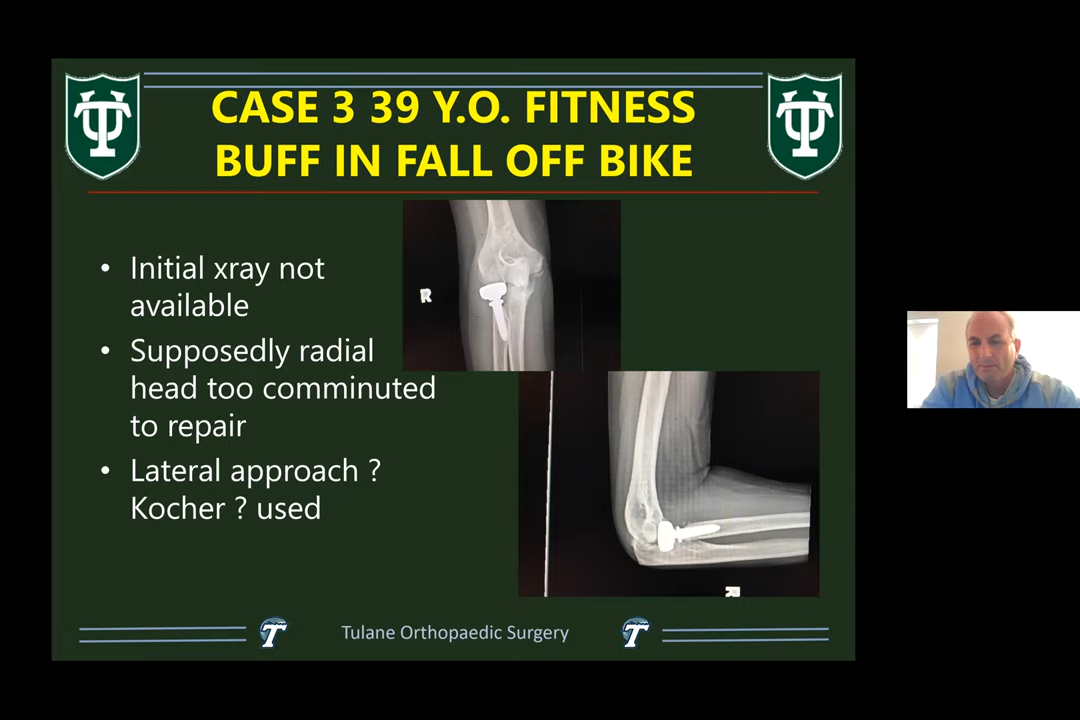 CASE 3 39 Y.O. FITNESS
BUFF IN FALL OFF BIKE
• Initial xray not
available
• Supposedly radial
head too comminuted
to repair
• Lateral approach ?
Kocher ? used
R
R
T Tulane Orthopaedic Surgery T